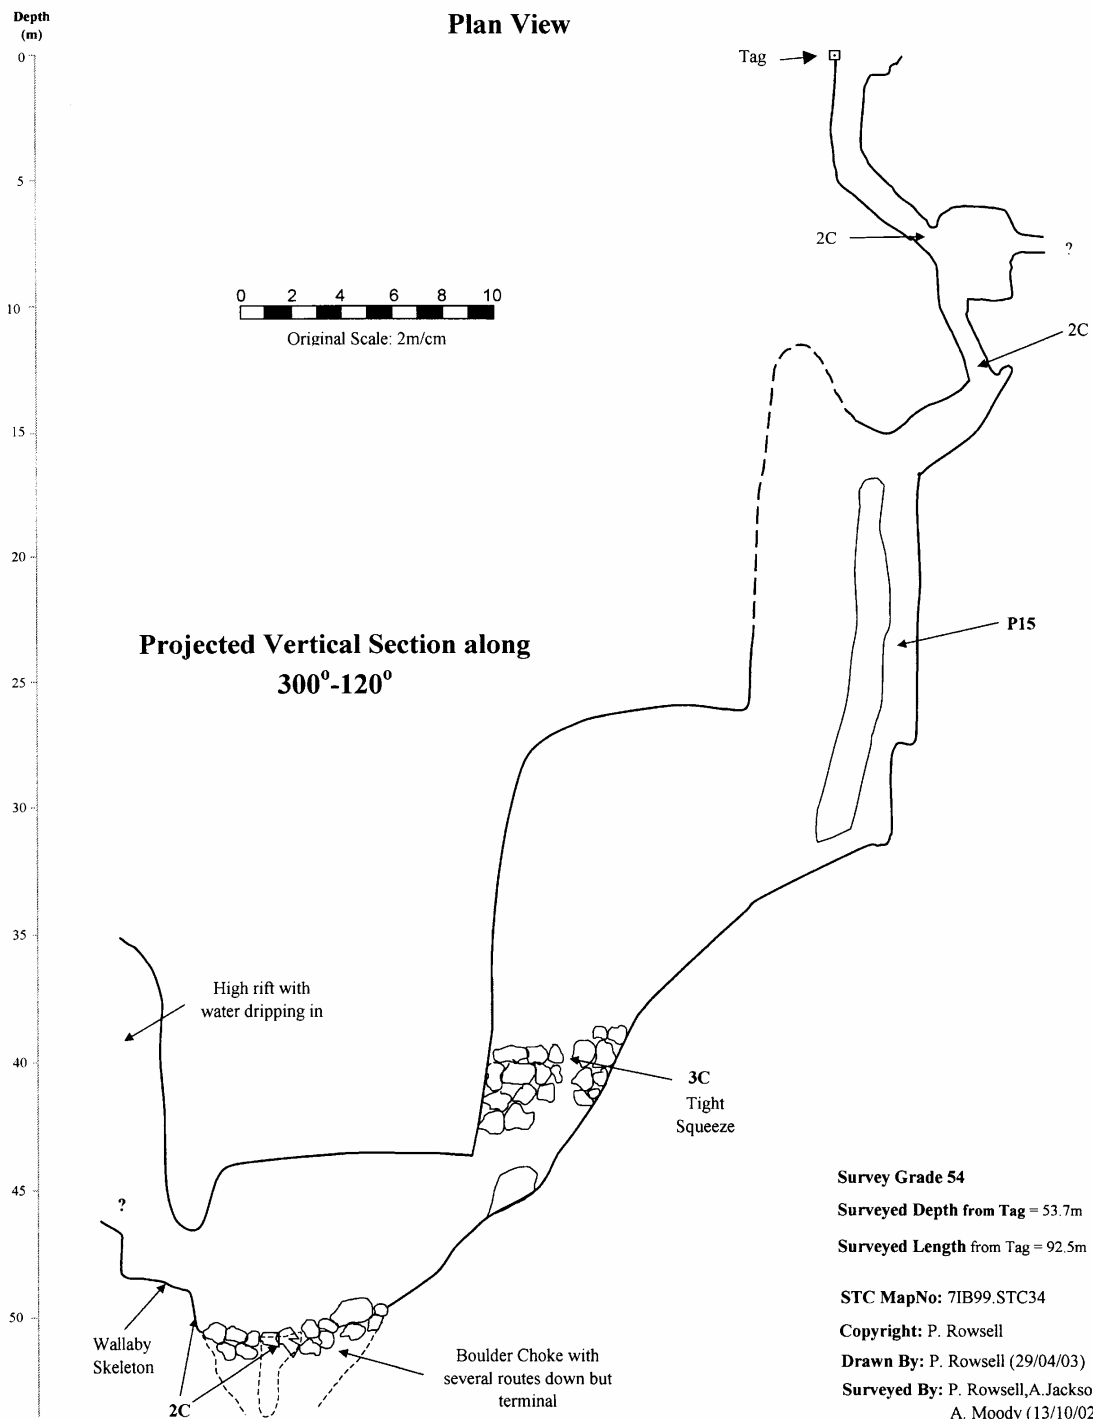 Depth
(m)
Plan View
0
Tag
5
2C
?
0 2 4 6 8 10
10
Original Scale: 2m/cm
2C
15
20
P15
Projected Vertical Section along
300°-120°
25
30
35
High rift with
water dripping in
40
3C
Tight
Squeeze
45
?
Survey Grade 54
Surveyed Depth from Tag = 53.7m
Surveyed Length from Tag = 92.5m
STC MapNo: 7IB99.STC34
50
Copyright: P. Rowsell
Wallaby
Skeleton
Boulder Choke with
several routes down but
terminal
2C
Drawn By: P. Rowsell (29/04/03)
Surveyed By: P. Rowsell,A.Jackso
A. Moody (13/10/02